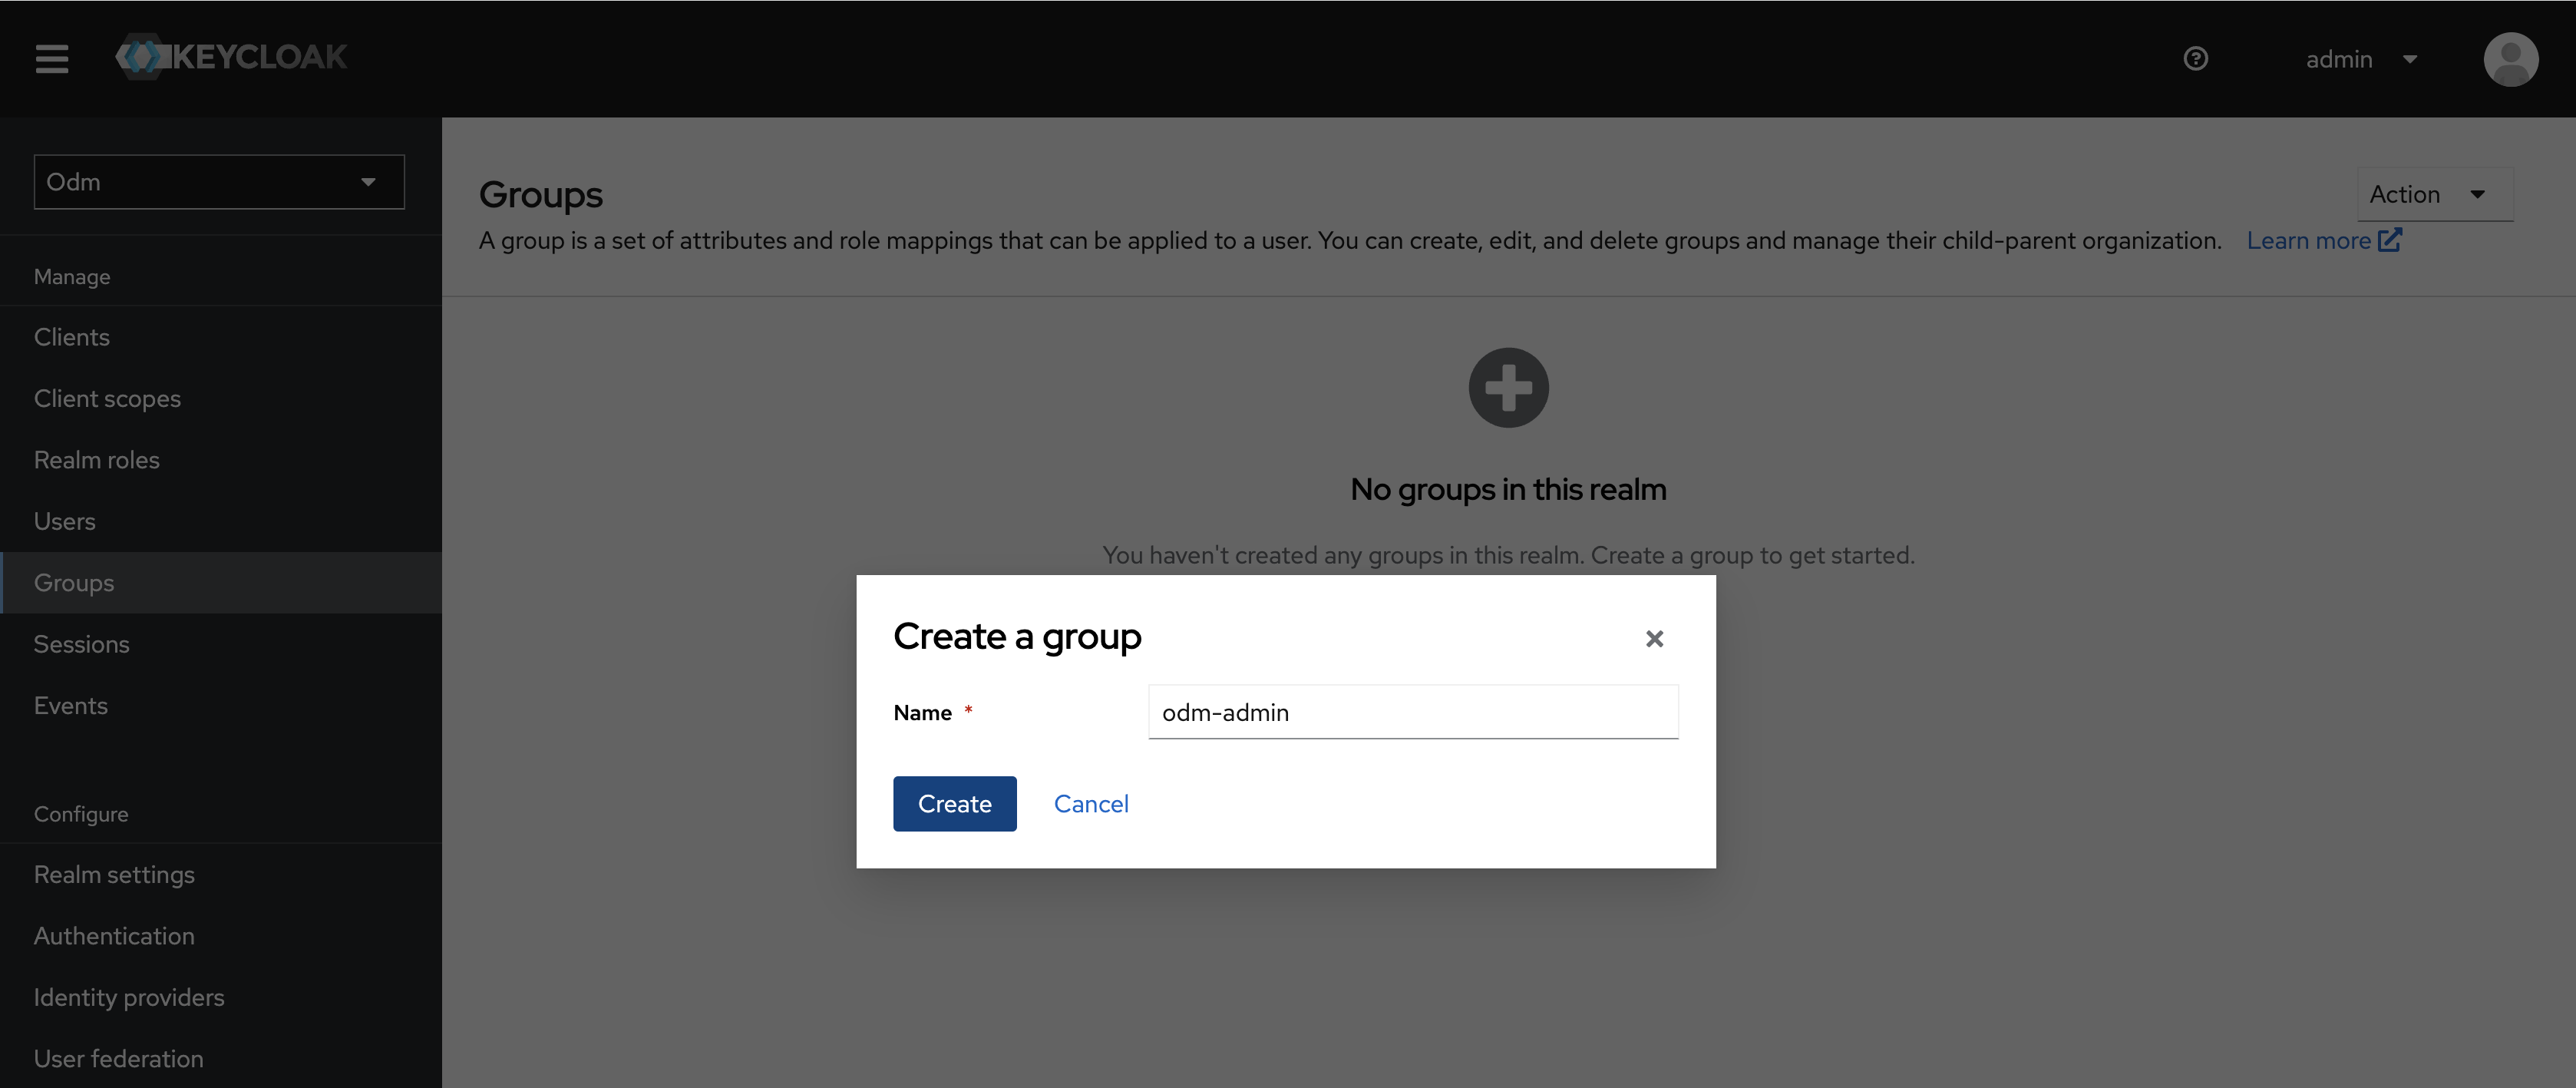 KEYCLOAK
admin
Odm
Manage
Clients
Client scopes
Realm roles
Users
Groups
Sessions
Events
Configure
Realm settings
Authentication
Identity providers
User federation
Groups
Action
A group is a set of attributes and role mappings that can be applied to a user. You can create, edit, and delete groups and manage their child-parent organization. Learn more
No groups in this realm
You haven't created any groups in this realm. Create a group to get started.
Create a group
Name *
odm-admin
Create Cancel